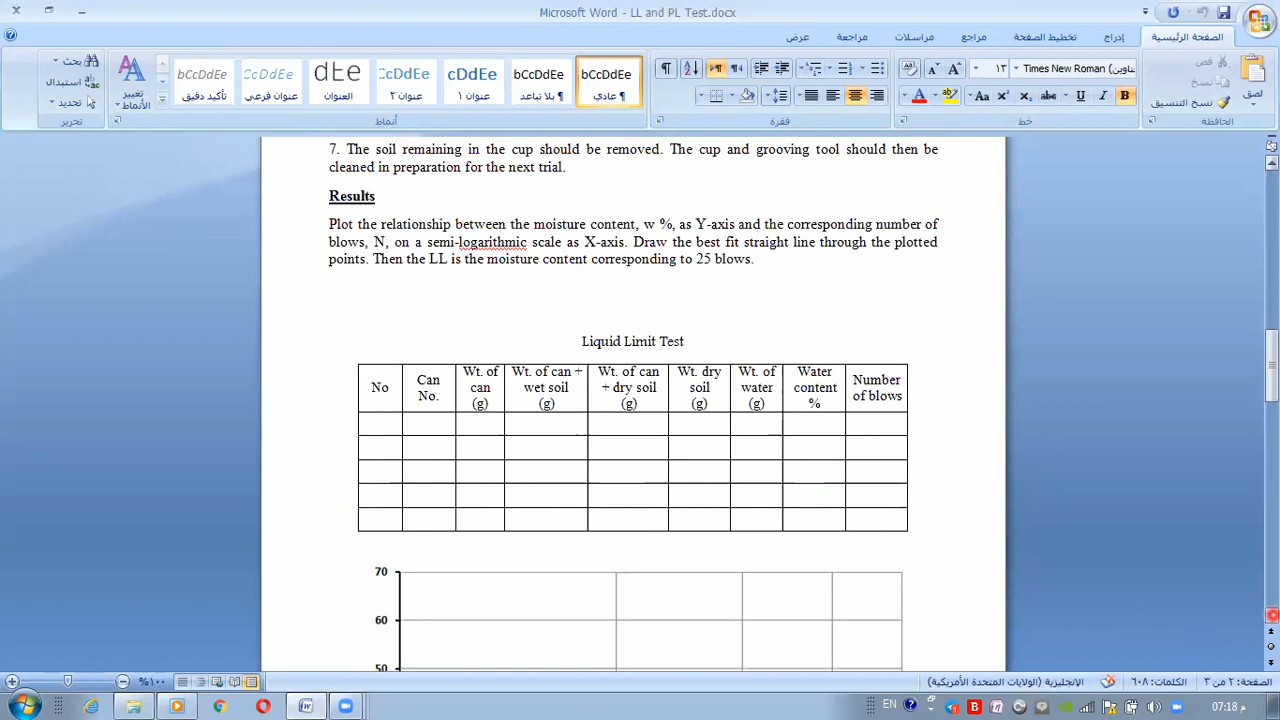 Microsoft Word - LL and PL Test.docx
الصفحة الرئيسية
إدراج
تخطيط الصفحة
مراجع
مراسلات
مراجعة
عرض
لصق
قص
نسخ
نسخ التنسيق
الحافظة
Times New Roman (عناوين
١٣
خط
فقرة
bCcDdEe
¶ عادي
bCcDdEe
¶ بلا تباعد
cDdEe
عنوان ١
cCcDdEe
عنوان ٢
العنوان
cCcDdEe
عنوان فرعي
bCcDdEe
تأكيد دقيق
تغيير
الأنماط
أنماط
بحث
استبدال
تحديد
تحرير
7. The soil remaining in the cup should be removed. The cup and grooving tool should then be
cleaned in preparation for the next trial.
Results
Plot the relationship between the moisture content, w %, as Y-axis and the corresponding number of
blows, N, on a semi-logarithmic scale as X-axis. Draw the best fit straight line through the plotted
points. Then the LL is the moisture content corresponding to 25 blows.
Liquid Limit Test
No
Can
No.
Wt. of
can
(g)
Wt. of can +
wet soil
(g)
Wt. of can
+ dry soil
(g)
Wt. dry
soil
(g)
Wt. of
water
(g)
Water
content
%
Number
of blows
70
60
50
الصفحة: ٢ من ٣
الكلمات: ٦٠٨
الانجليزية (الولايات المتحدة الأمريكية)
%١٠٠
EN
07:18 م